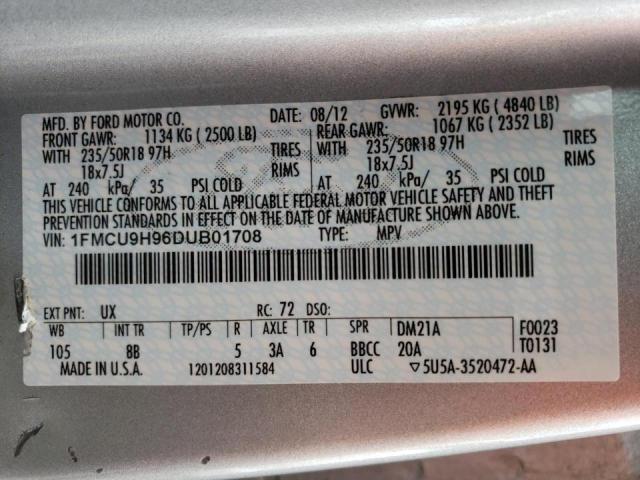 MFD. BY FORD MOTOR CO.
DATE: 08/12 GVWR: 2195 KG ( 4840 LB)
FRONT GAWR: 1134 KG ( 2500 LB) REAR GAWR: 1067 KG ( 2352 LB)
WITH 235/50R18 97H TIRES WITH 235/50R18 97H TIRES
18x7.5J RIMS 18x7.5J RIMS
AT 240 kPa/ 35 PSI COLD AT 240 kPa/ 35 PSI COLD
THIS VEHICLE CONFORMS TO ALL APPLICABLE FEDERAL MOTOR VEHICLE SAFETY AND THEFT
PREVENTION STANDARDS IN EFFECT ON THE DATE OF MANUFACTURE SHOWN ABOVE.
VIN: 1FMCU9H96DUB01708 TYPE: MPV
EXT PNT: UX RC: 72 DSO:
WB INT TR TP/PS R AXLE TR SPR DM21A F0023
105 8B 5 3A 6 BBCC 20A T0131
MADE IN U.S.A. 1201208311584 ULC ▽5U5A-3520472-AA